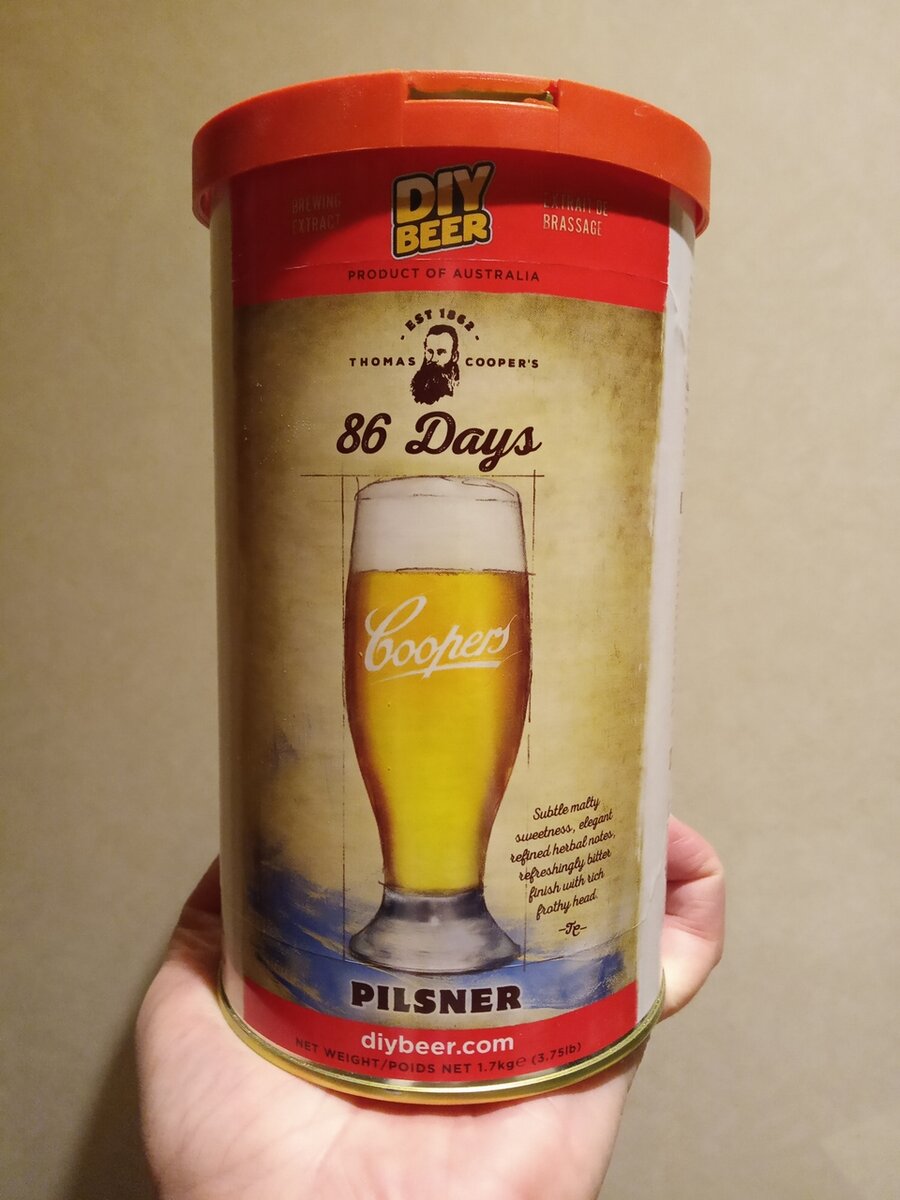 BREWING
EXTRACT
DIY
BEER
EXTRAIT DE
BRASSAGE
PRODUCT OF AUSTRALIA
- EST 1862 -
THOMAS COOPER'S
86 Days
Coopers
Subtle malty
sweetness, elegant
refined herbal notes,
refreshingly bitter
finish with rich
frothy head.
-TC-
PILSNER
diybeer.com
NET WEIGHT/POIDS NET 1.7kg℮ (3.75lb)